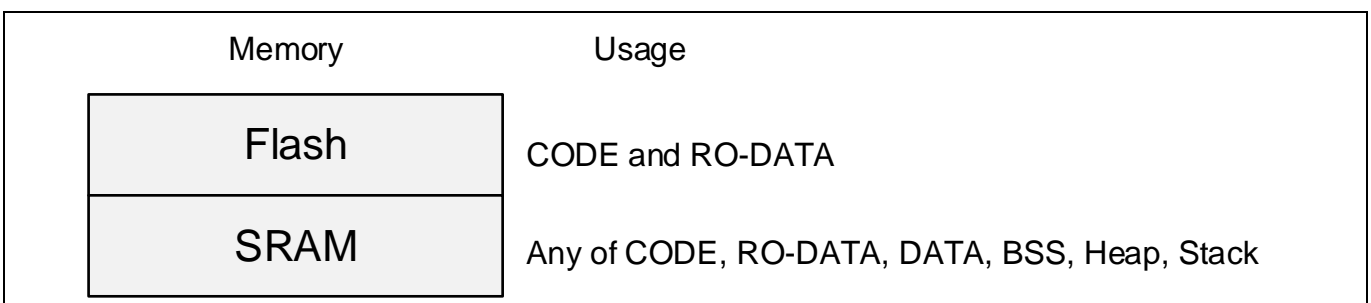 Memory Usage
Flash CODE and RO-DATA
SRAM Any of CODE, RO-DATA, DATA, BSS, Heap, Stack